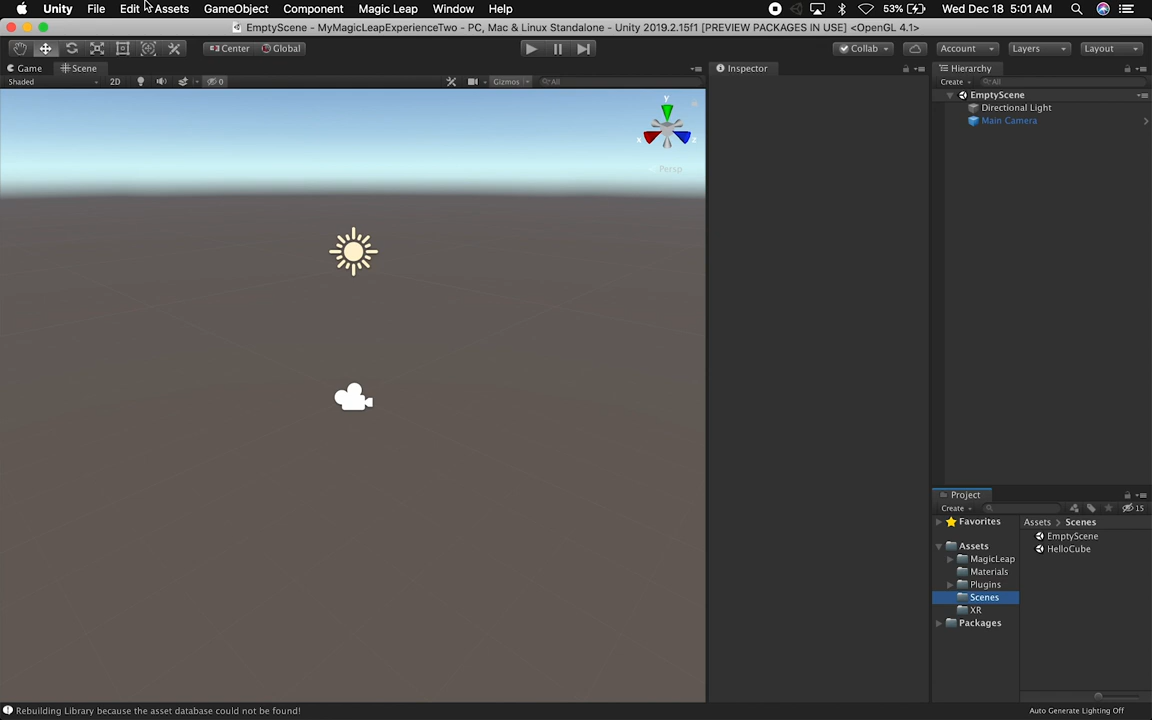 Unity File Edit Assets GameObject Component Magic Leap Window Help 53% Wed Dec 18 5:01 AM
EmptyScene - MyMagicLeapExperienceTwo - PC, Mac & Linux Standalone - Unity 2019.2.15f1 [PREVIEW PACKAGES IN USE] <OpenGL 4.1>
Center Global Collab Account Layers Layout
Game Scene Inspector Hierarchy
Shaded 2D 0 Gizmos All Create All
EmptyScene
Directional Light
Main Camera
y
x z
Persp
Project
Create 15
Favorites
Assets
MagicLeap
Materials
Plugins
Scenes
XR
Packages
Assets > Scenes
EmptyScene
HelloCube
Rebuilding Library because the asset database could not be found!
Auto Generate Lighting Off